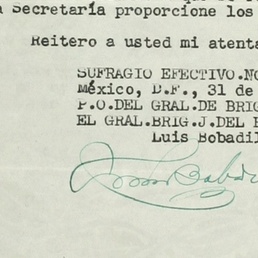 a Secretaría proporcione los
Reitero a usted mi atenta
SUFRAGIO EFECTIVO.NO
México, D.F., 31 de
P.O.DEL GRAL.DE BRIG
EL GRAL.BRIG.J.DEL E
Luis Bobadil